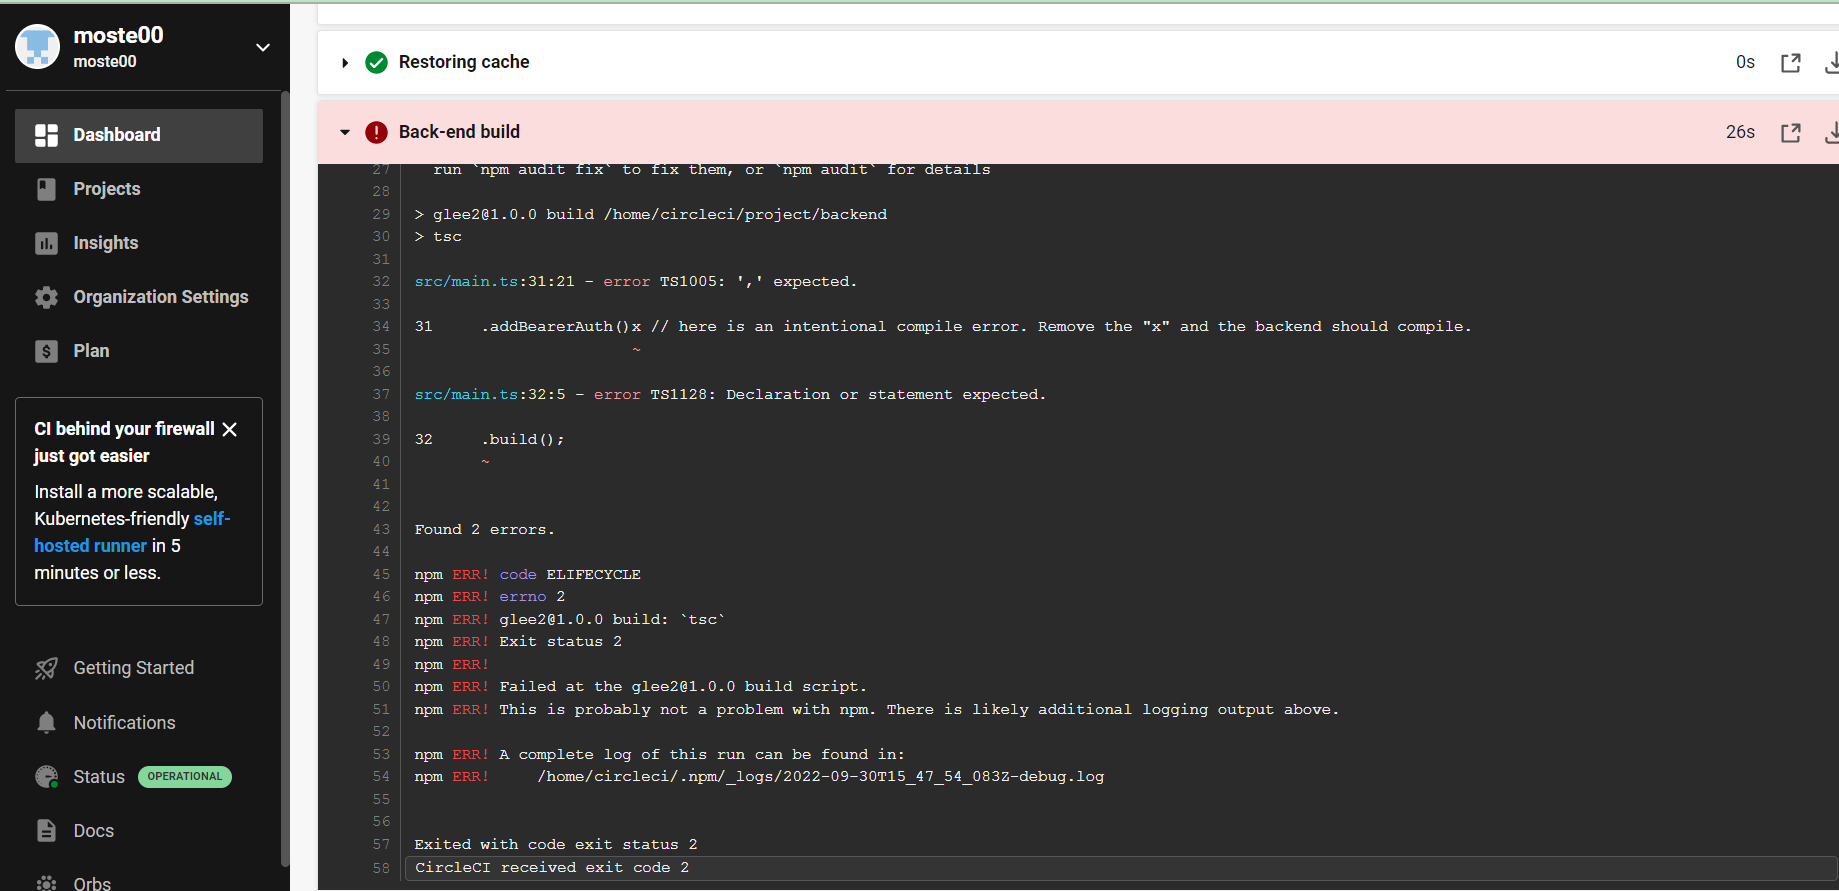 moste00
moste00
Dashboard
Projects
Insights
Organization Settings
Plan
CI behind your firewall
just got easier
Install a more scalable,
Kubernetes-friendly self-
hosted runner in 5
minutes or less.
Getting Started
Notifications
Status OPERATIONAL
Docs
Orbs
Restoring cache 0s
Back-end build 26s
27 run `npm audit fix` to fix them, or `npm audit` for details
28
29 > glee2@1.0.0 build /home/circleci/project/backend
30 > tsc
31
32 src/main.ts:31:21 - error TS1005: ',' expected.
33
34 31     .addBearerAuth()x // here is an intentional compile error. Remove the "x" and the backend should compile.
35 ~
36
37 src/main.ts:32:5 - error TS1128: Declaration or statement expected.
38
39 32     .build();
40 ~
41
42
43 Found 2 errors.
44
45 npm ERR! code ELIFECYCLE
46 npm ERR! errno 2
47 npm ERR! glee2@1.0.0 build: `tsc`
48 npm ERR! Exit status 2
49 npm ERR!
50 npm ERR! Failed at the glee2@1.0.0 build script.
51 npm ERR! This is probably not a problem with npm. There is likely additional logging output above.
52
53 npm ERR! A complete log of this run can be found in:
54 npm ERR!     /home/circleci/.npm/_logs/2022-09-30T15_47_54_083Z-debug.log
55
56
57 Exited with code exit status 2
58 CircleCI received exit code 2